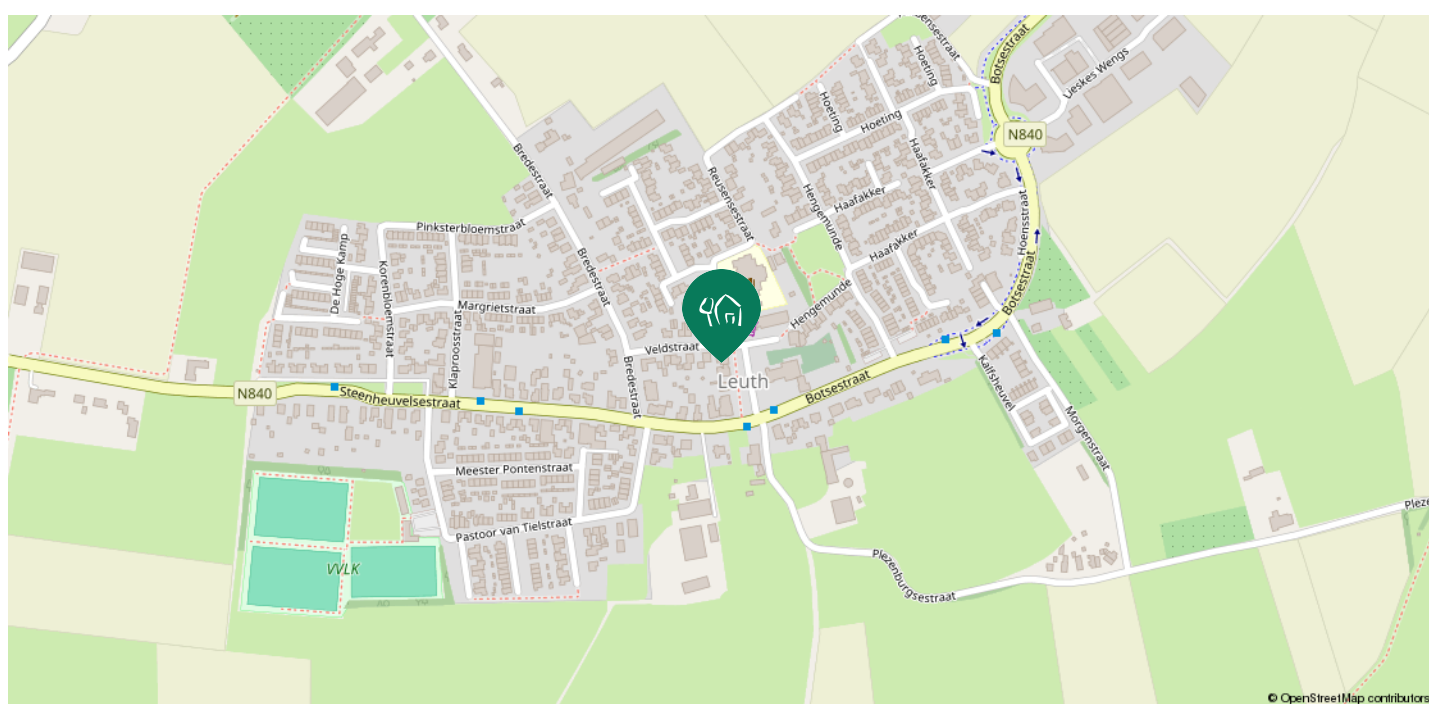 Botsestraat
Hoeting
Lieskes Wengs
Hoeting
Hoeting
N840
Bredestraat
Haafakker
Reusensestraat
Hengemunde
Haafakker
Pinksterbloemstraat
Hoensstraat
De Hoge Kamp
Korenbloemstraat
Bredestraat
Haafakker
Botsestraat
Margrietstraat
Klaproosstraat
Hengemunde
Veldstraat
Bredestraat
Leuth
Botsestraat
Kalfsheuvel
N840
Steenheuvelsestraat
Morgenstraat
Meester Pontenstraat
Pastoor van Tielstraat
VVLK
Plezenburgsestraat
© OpenStreetMap contributors